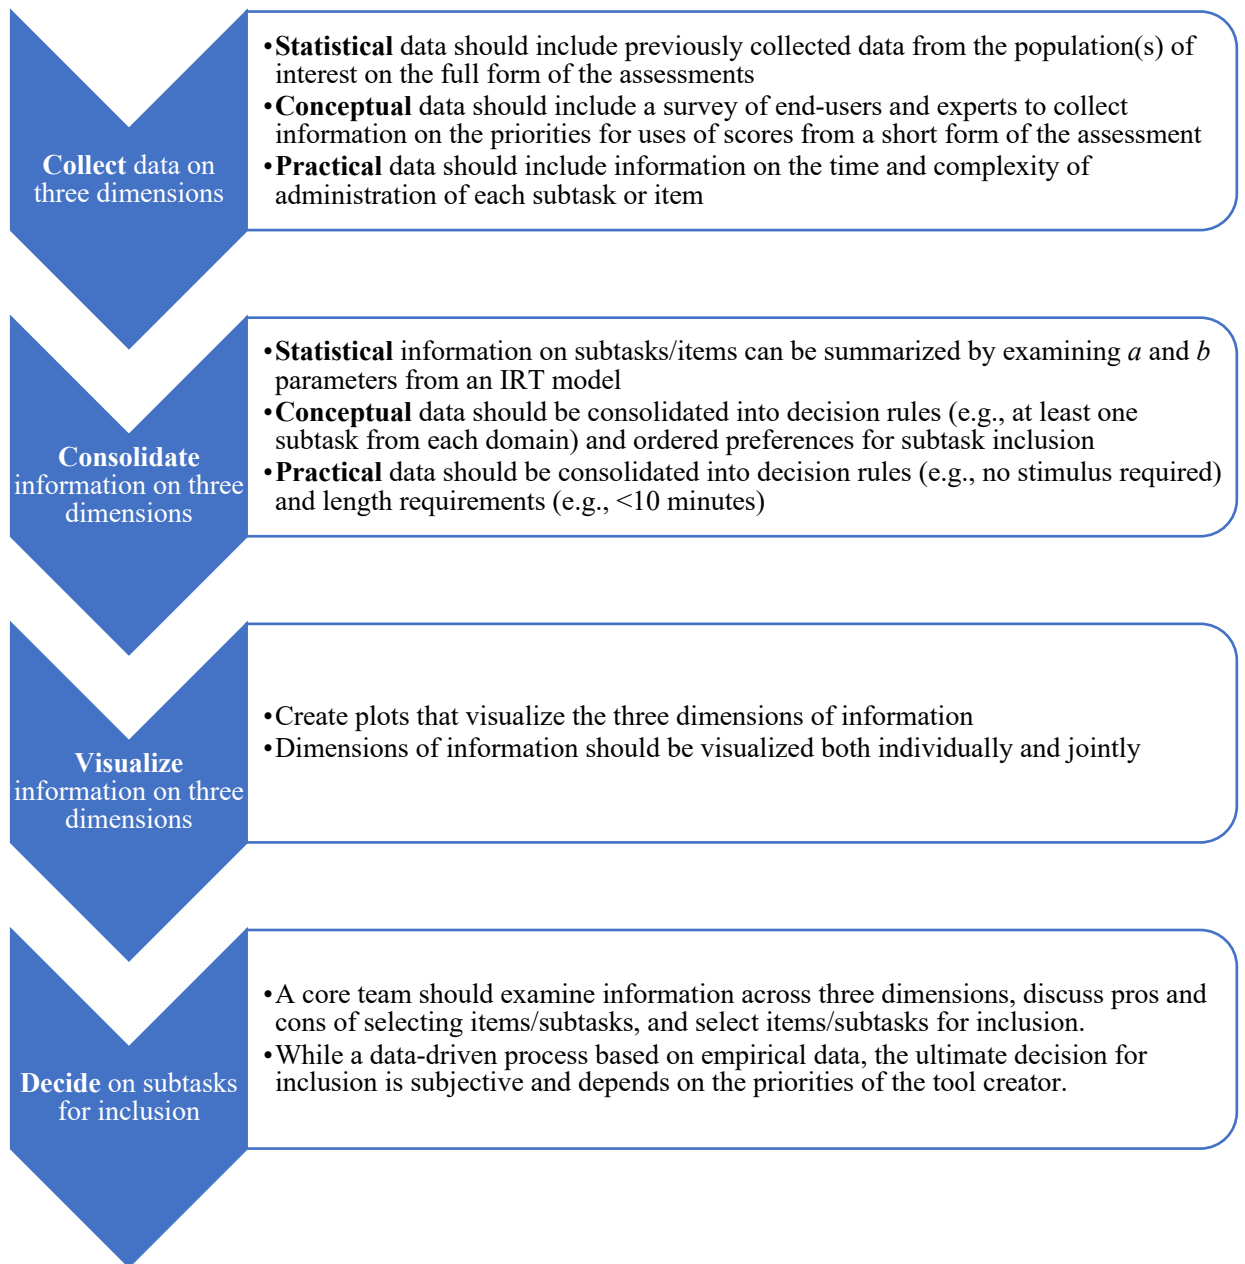 Collect data on
three dimensions
•Statistical data should include previously collected data from the population(s) of
interest on the full form of the assessments
•Conceptual data should include a survey of end-users and experts to collect
information on the priorities for uses of scores from a short form of the assessment
•Practical data should include information on the time and complexity of
administration of each subtask or item
Consolidate
information on three
dimensions
•Statistical information on subtasks/items can be summarized by examining a and b
parameters from an IRT model
•Conceptual data should be consolidated into decision rules (e.g., at least one
subtask from each domain) and ordered preferences for subtask inclusion
•Practical data should be consolidated into decision rules (e.g., no stimulus required)
and length requirements (e.g., <10 minutes)
Visualize
information on three
dimensions
•Create plots that visualize the three dimensions of information
•Dimensions of information should be visualized both individually and jointly
Decide on subtasks
for inclusion
•A core team should examine information across three dimensions, discuss pros and
cons of selecting items/subtasks, and select items/subtasks for inclusion.
•While a data-driven process based on empirical data, the ultimate decision for
inclusion is subjective and depends on the priorities of the tool creator.